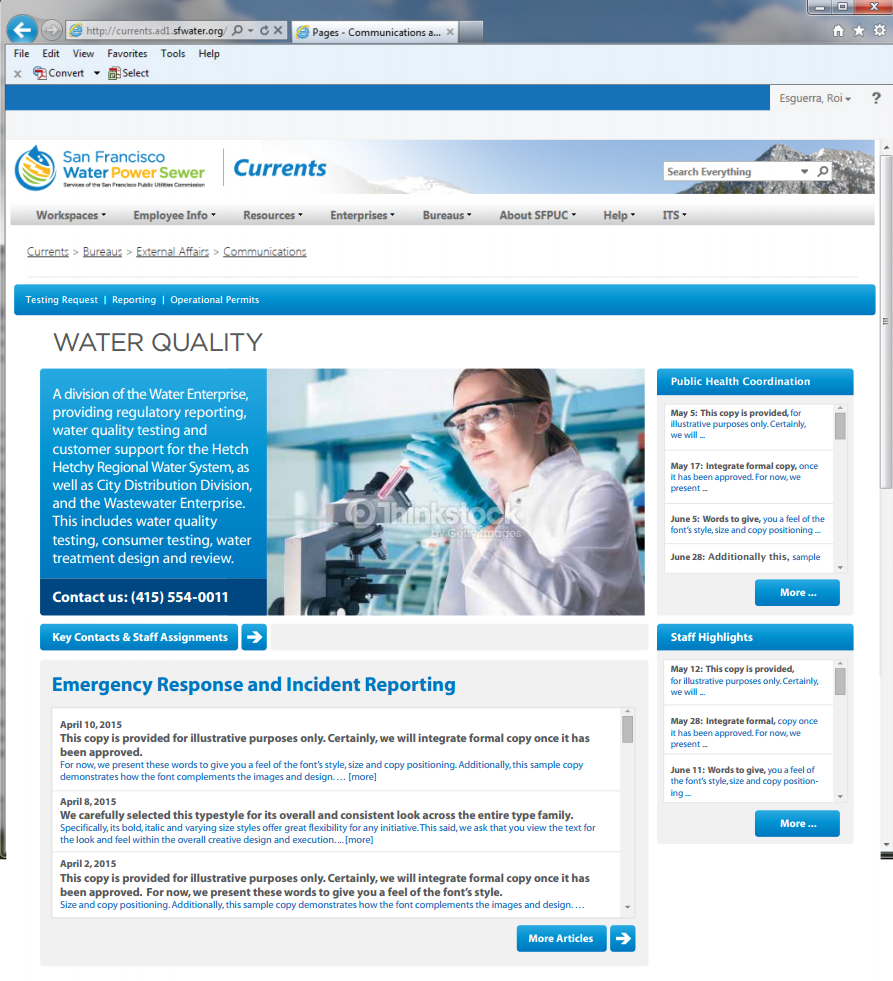 http://currents.ad1.sfwater.org/
Pages - Communications a...
File Edit View Favorites Tools Help
x Convert Select
Esguerra, Roi ?
San Francisco
Water Power Sewer
Services of the San Francisco Public Utilities Commission
Currents
Search Everything
Workspaces Employee Info Resources Enterprises Bureaus About SFPUC Help ITS
Currents > Bureaus > External Affairs > Communications
Testing Request | Reporting | Operational Permits
WATER QUALITY
A division of the Water Enterprise,
providing regulatory reporting,
water quality testing and
customer support for the Hetch
Hetchy Regional Water System, as
well as City Distribution Division,
and the Wastewater Enterprise.
This includes water quality
testing, consumer testing, water
treatment design and review.
Contact us: (415) 554-0011
Thinkstock
by Getty Images
Key Contacts & Staff Assignments
Public Health Coordination
May 5: This copy is provided, for
illustrative purposes only. Certainly,
we will ...
May 17: Integrate formal copy, once
it has been approved. For now, we
present ...
June 5: Words to give, you a feel of the
font's style, size and copy positioning ...
June 28: Additionally this, sample
More ...
Staff Highlights
May 12: This copy is provided,
for illustrative purposes only. Certainly,
we will ...
May 28: Integrate formal, copy once
it has been approved. For now, we
present ...
June 11: Words to give, you a feel of
the font's style, size and copy position-
ing ...
More ...
Emergency Response and Incident Reporting
April 10, 2015
This copy is provided for illustrative purposes only. Certainly, we will integrate formal copy once it has
been approved.
For now, we present these words to give you a feel of the font's style, size and copy positioning. Additionally, this sample copy
demonstrates how the font complements the images and design. ... [more]
April 8, 2015
We carefully selected this typestyle for its overall and consistent look across the entire type family.
Specifically, its bold, italic and varying size styles offer great flexibility for any initiative. This said, we ask that you view the text for
the look and feel within the overall creative design and execution. ... [more]
April 2, 2015
This copy is provided for illustrative purposes only. Certainly, we will integrate formal copy once it has
been approved. For now, we present these words to give you a feel of the font's style.
Size and copy positioning. Additionally, this sample copy demonstrates how the font complements the images and design. ...
More Articles